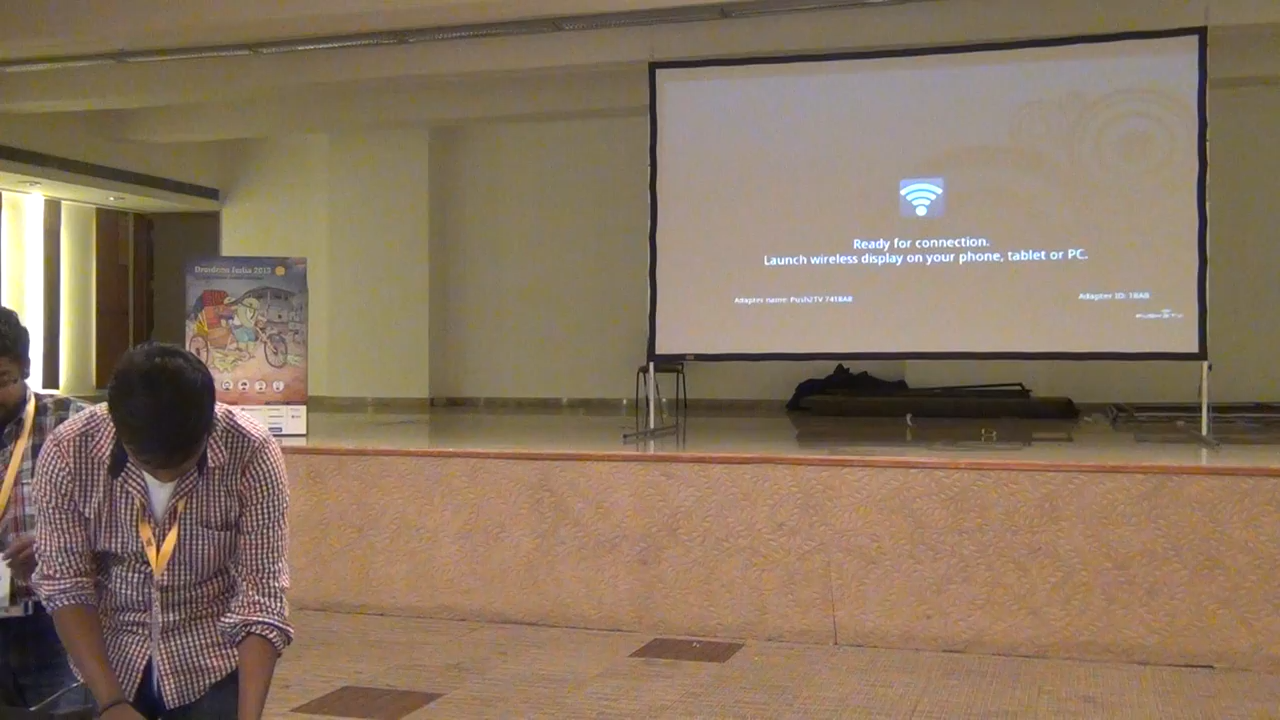 Droidcon India 2013
Ready for connection.
Launch wireless display on your phone, tablet or PC.
Adapter name: Push2TV 7418A8
Adapter ID: 18A8
PUSH2TV